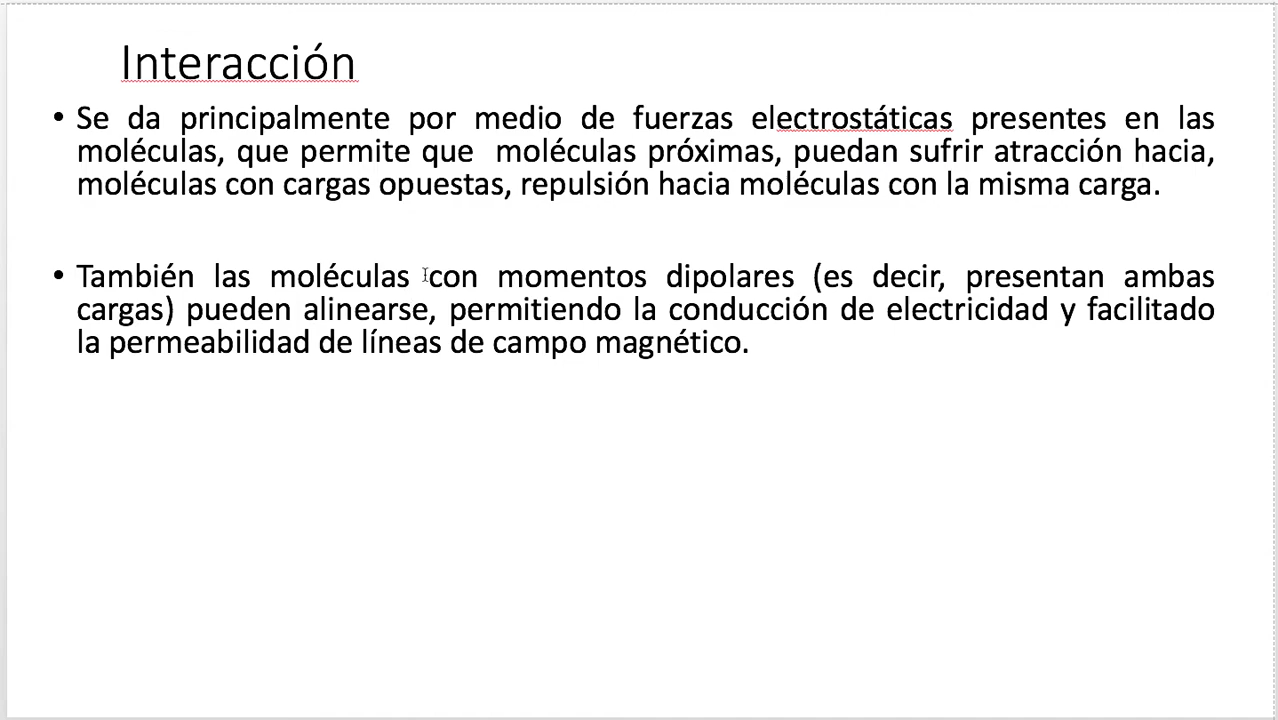 Interacción
• Se da principalmente por medio de fuerzas electrostáticas presentes en las
moléculas, que permite que moléculas próximas, puedan sufrir atracción hacia,
moléculas con cargas opuestas, repulsión hacia moléculas con la misma carga.
• También las moléculas con momentos dipolares (es decir, presentan ambas
cargas) pueden alinearse, permitiendo la conducción de electricidad y facilitado
la permeabilidad de líneas de campo magnético.